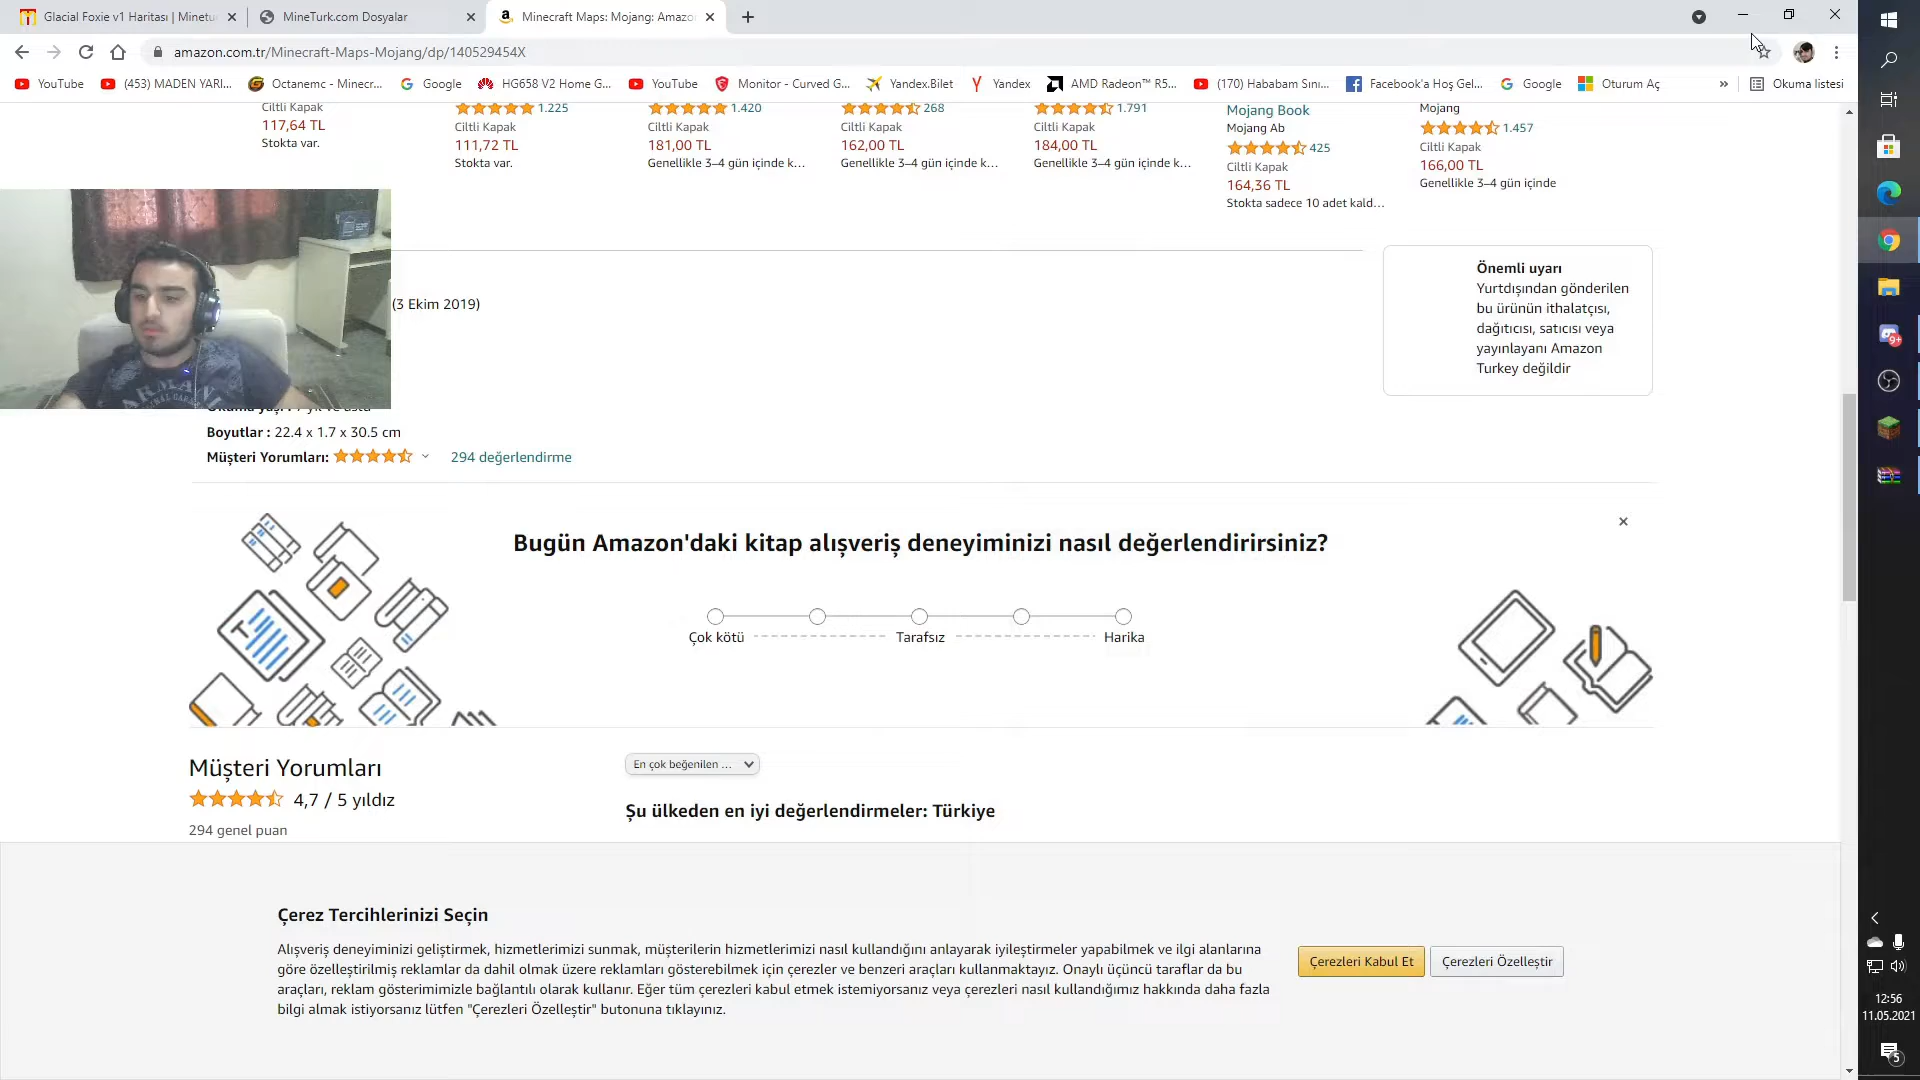 Glacial Foxie v1 Haritası | Minetu
MineTurk.com Dosyalar
Minecraft Maps: Mojang: Amazo
amazon.com.tr/Minecraft-Maps-Mojang/dp/140529454X
YouTube
(453) MADEN YARI...
Octanemc - Minecr...
Google
HG658 V2 Home G...
YouTube
Monitor - Curved G...
Yandex.Bilet
Yandex
AMD Radeon™ R5...
(170) Hababam Sını...
Facebook'a Hoş Gel...
Google
Oturum Aç
»
Okuma listesi
Ciltli Kapak
117,64 TL
Stokta var.
1.225
Ciltli Kapak
111,72 TL
Stokta var.
1.420
Ciltli Kapak
181,00 TL
Genellikle 3–4 gün içinde k...
268
Ciltli Kapak
162,00 TL
Genellikle 3–4 gün içinde k...
1.791
Ciltli Kapak
184,00 TL
Genellikle 3–4 gün içinde k...
Mojang Book
Mojang Ab
425
Ciltli Kapak
164,36 TL
Stokta sadece 10 adet kald...
Mojang
1.457
Ciltli Kapak
166,00 TL
Genellikle 3–4 gün içinde
(3 Ekim 2019)
Önemli uyarı
Yurtdışından gönderilen
bu ürünün ithalatçısı,
dağıtıcısı, satıcısı veya
yayınlayanı Amazon
Turkey değildir
Boyutlar : 22.4 x 1.7 x 30.5 cm
Müşteri Yorumları:
294 değerlendirme
Bugün Amazon'daki kitap alışveriş deneyiminizi nasıl değerlendirirsiniz?
Çok kötü
Tarafsız
Harika
Müşteri Yorumları
4,7 / 5 yıldız
294 genel puan
En çok beğenilen ...
Şu ülkeden en iyi değerlendirmeler: Türkiye
Çerez Tercihlerinizi Seçin
Alışveriş deneyiminizi geliştirmek, hizmetlerimizi sunmak, müşterilerin hizmetlerimizi nasıl kullandığını anlayarak iyileştirmeler yapabilmek ve ilgi alanlarına
göre özelleştirilmiş reklamlar da dahil olmak üzere reklamları gösterebilmek için çerezler ve benzeri araçları kullanmaktayız. Onaylı üçüncü taraflar da bu
araçları, reklam gösterimimizle bağlantılı olarak kullanır. Eğer tüm çerezleri kabul etmek istemiyorsanız veya çerezleri nasıl kullandığımız hakkında daha fazla
bilgi almak istiyorsanız lütfen "Çerezleri Özelleştir" butonuna tıklayınız.
Çerezleri Kabul Et
Çerezleri Özelleştir
9+
12:56
11.05.2021
5